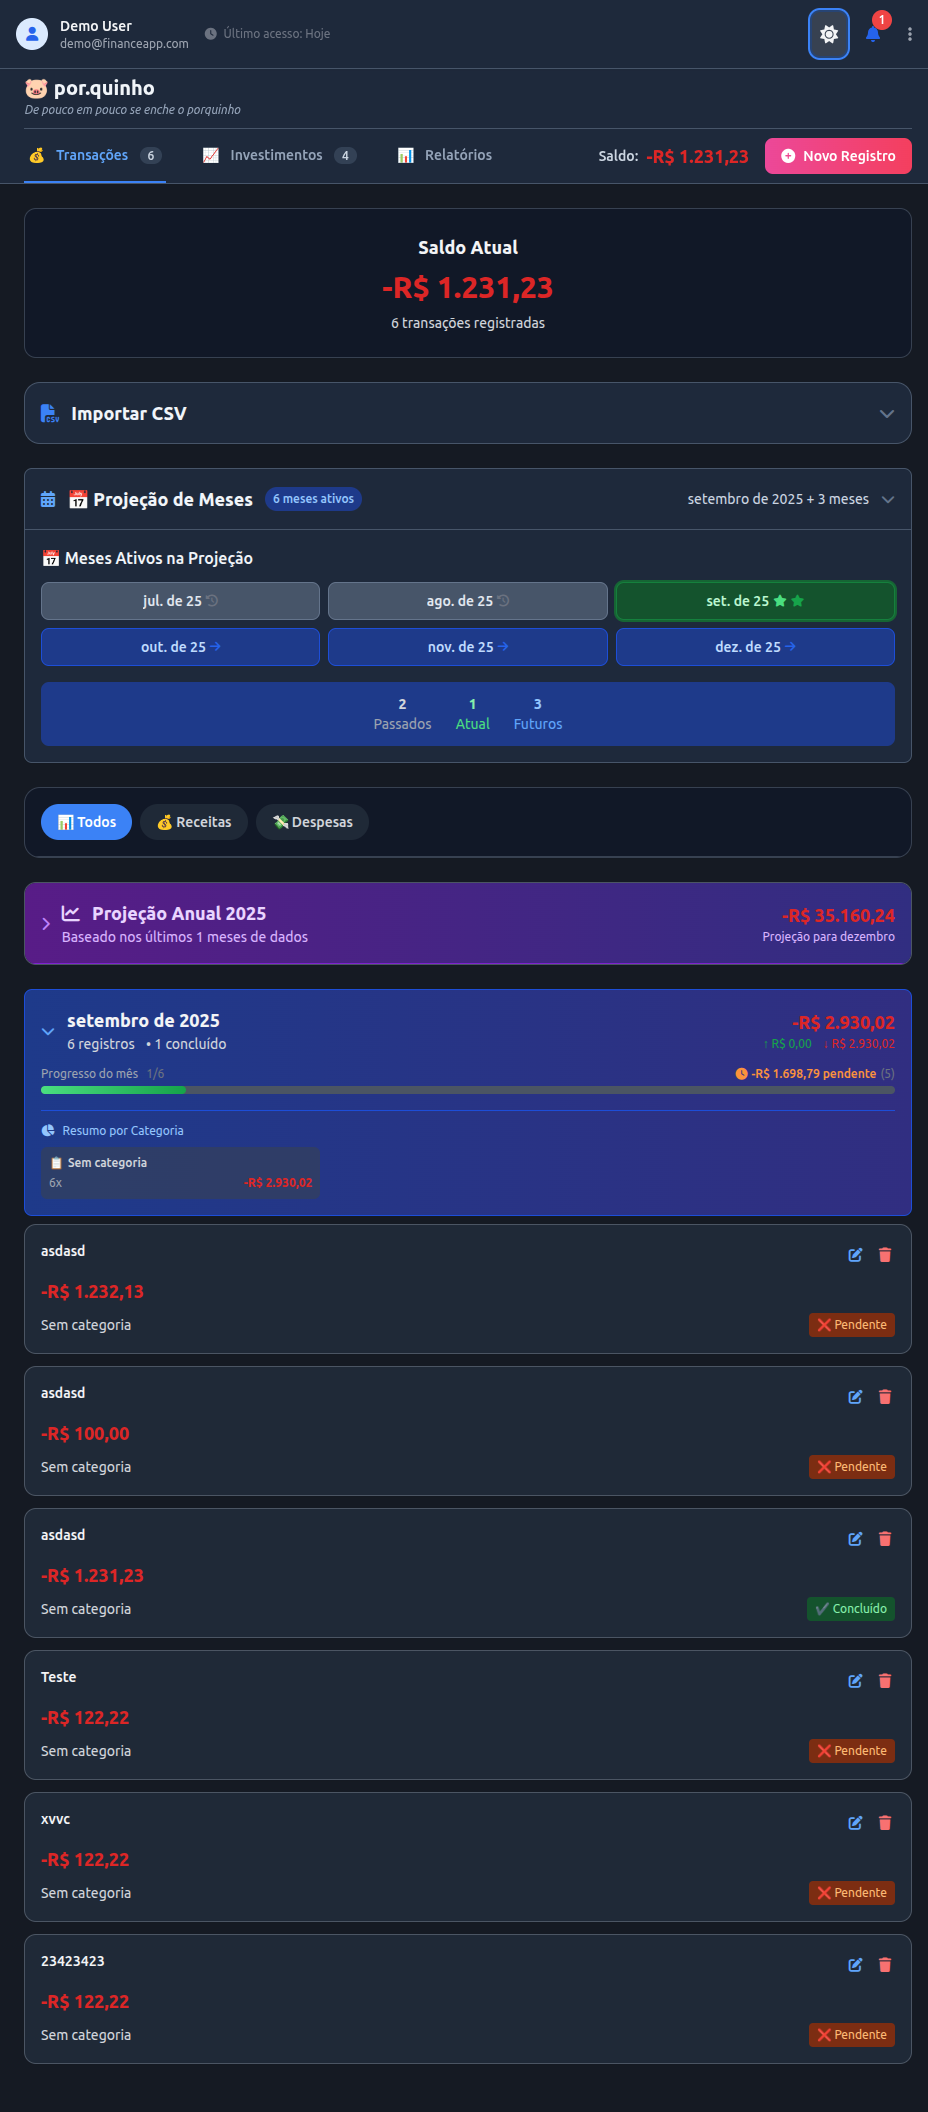 Demo User
demo@financeapp.com
Último acesso: Hoje
1
🐷 por.quinho
De pouco em pouco se enche o porquinho
💰 Transações 6
📈 Investimentos 4
📊 Relatórios
Saldo: -R$ 1.231,23
Novo Registro
Saldo Atual
-R$ 1.231,23
6 transações registradas
CSV Importar CSV
📅 Projeção de Meses 6 meses ativos
setembro de 2025 + 3 meses
📅 Meses Ativos na Projeção
jul. de 25
ago. de 25
set. de 25
out. de 25
nov. de 25
dez. de 25
2
Passados
1
Atual
3
Futuros
📊 Todos
💰 Receitas
💸 Despesas
Projeção Anual 2025
Baseado nos últimos 1 meses de dados
-R$ 35.160,24
Projeção para dezembro
setembro de 2025
6 registros • 1 concluído
-R$ 2.930,02
↑ R$ 0,00 ↓ R$ 2.930,02
Progresso do mês 1/6
-R$ 1.698,79 pendente (5)
Resumo por Categoria
📋 Sem categoria
6x -R$ 2.930,02
asdasd
-R$ 1.232,13
Sem categoria
❌ Pendente
asdasd
-R$ 100,00
Sem categoria
❌ Pendente
asdasd
-R$ 1.231,23
Sem categoria
✔ Concluído
Teste
-R$ 122,22
Sem categoria
❌ Pendente
xvvc
-R$ 122,22
Sem categoria
❌ Pendente
23423423
-R$ 122,22
Sem categoria
❌ Pendente